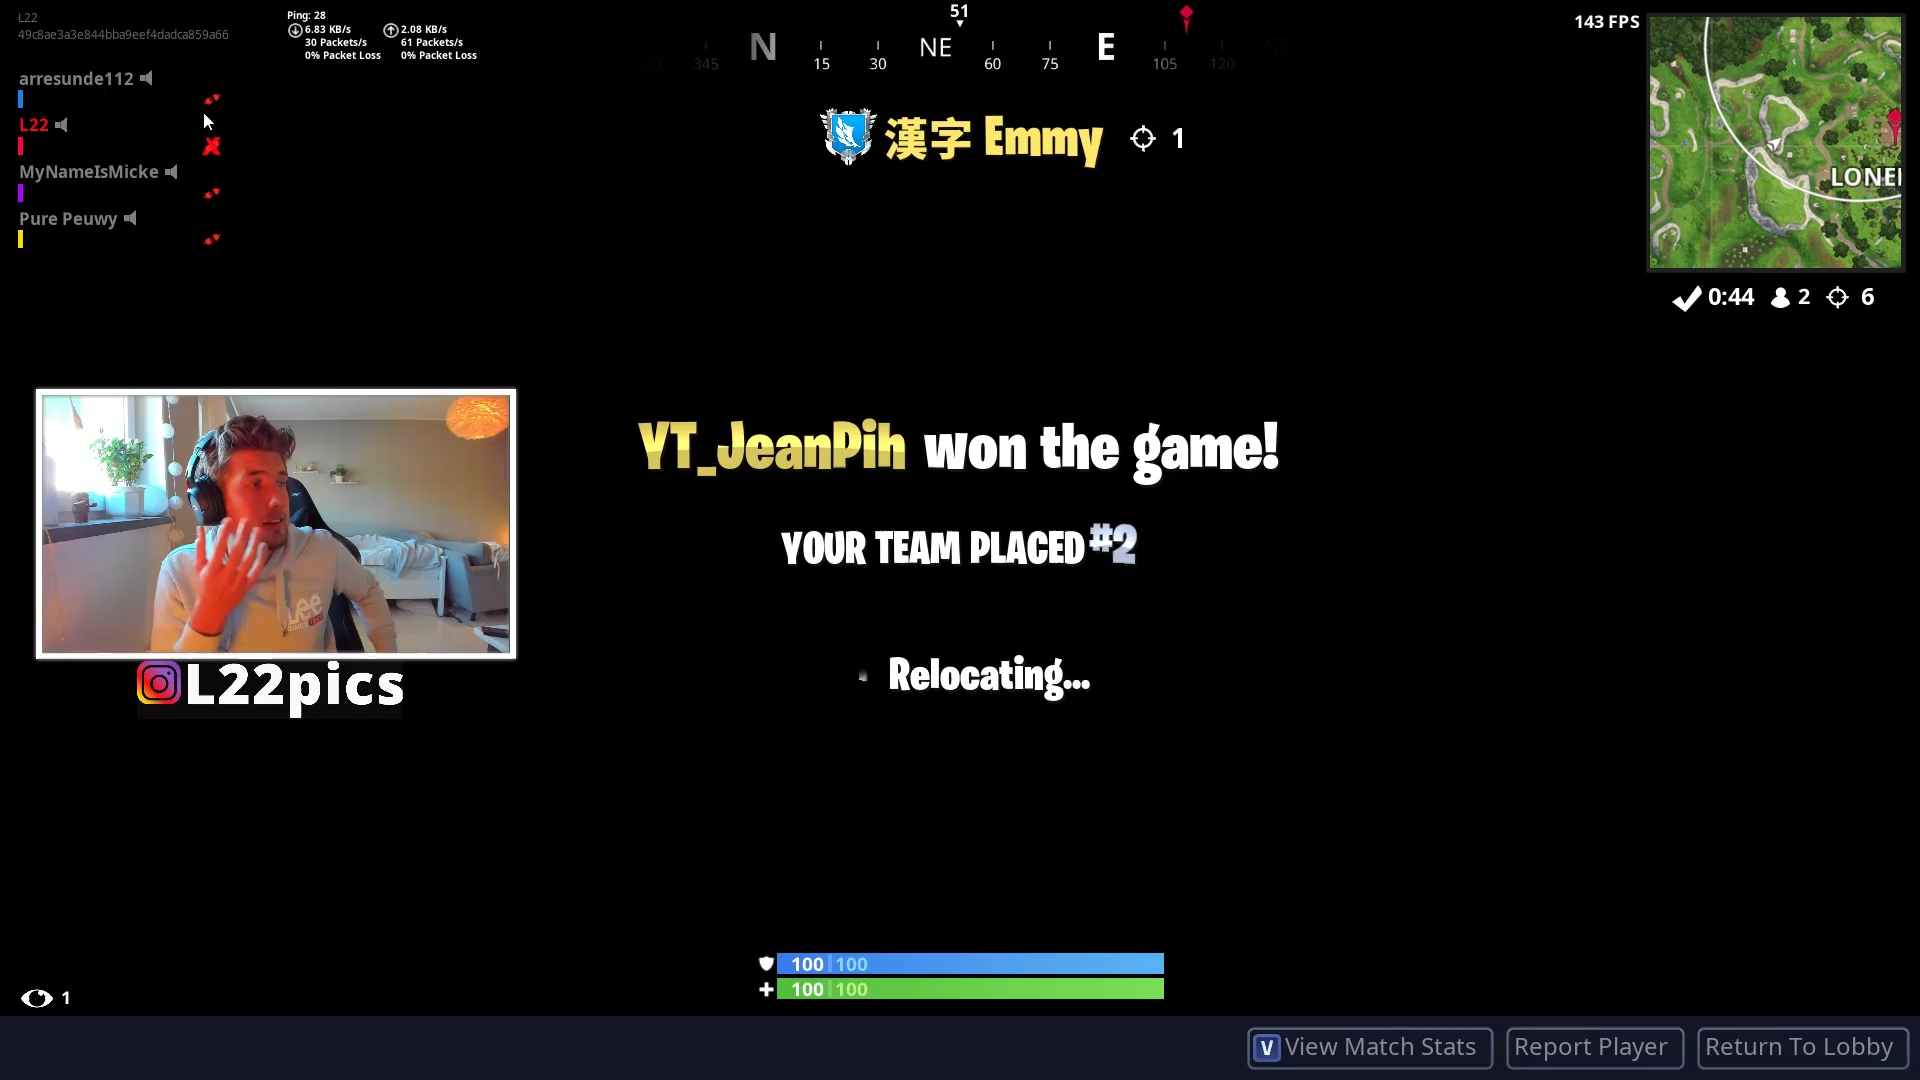 L22
49c8ae3a3e844bba9eef4dadca859a66
Ping: 28
6.83 KB/s
2.08 KB/s
30 Packets/s
61 Packets/s
0% Packet Loss
0% Packet Loss
51
N
NE
E
345
15
30
60
75
105
120
143 FPS
arresunde112
L22
MyNameIsMicke
Pure Peuwy
漢字 Emmy
1
LONE
0:44
2
6
YT_JeanPih won the game!
YOUR TEAM PLACED #2
Relocating...
Lee
L22pics
100 | 100
100 | 100
1
V View Match Stats
Report Player
Return To Lobby